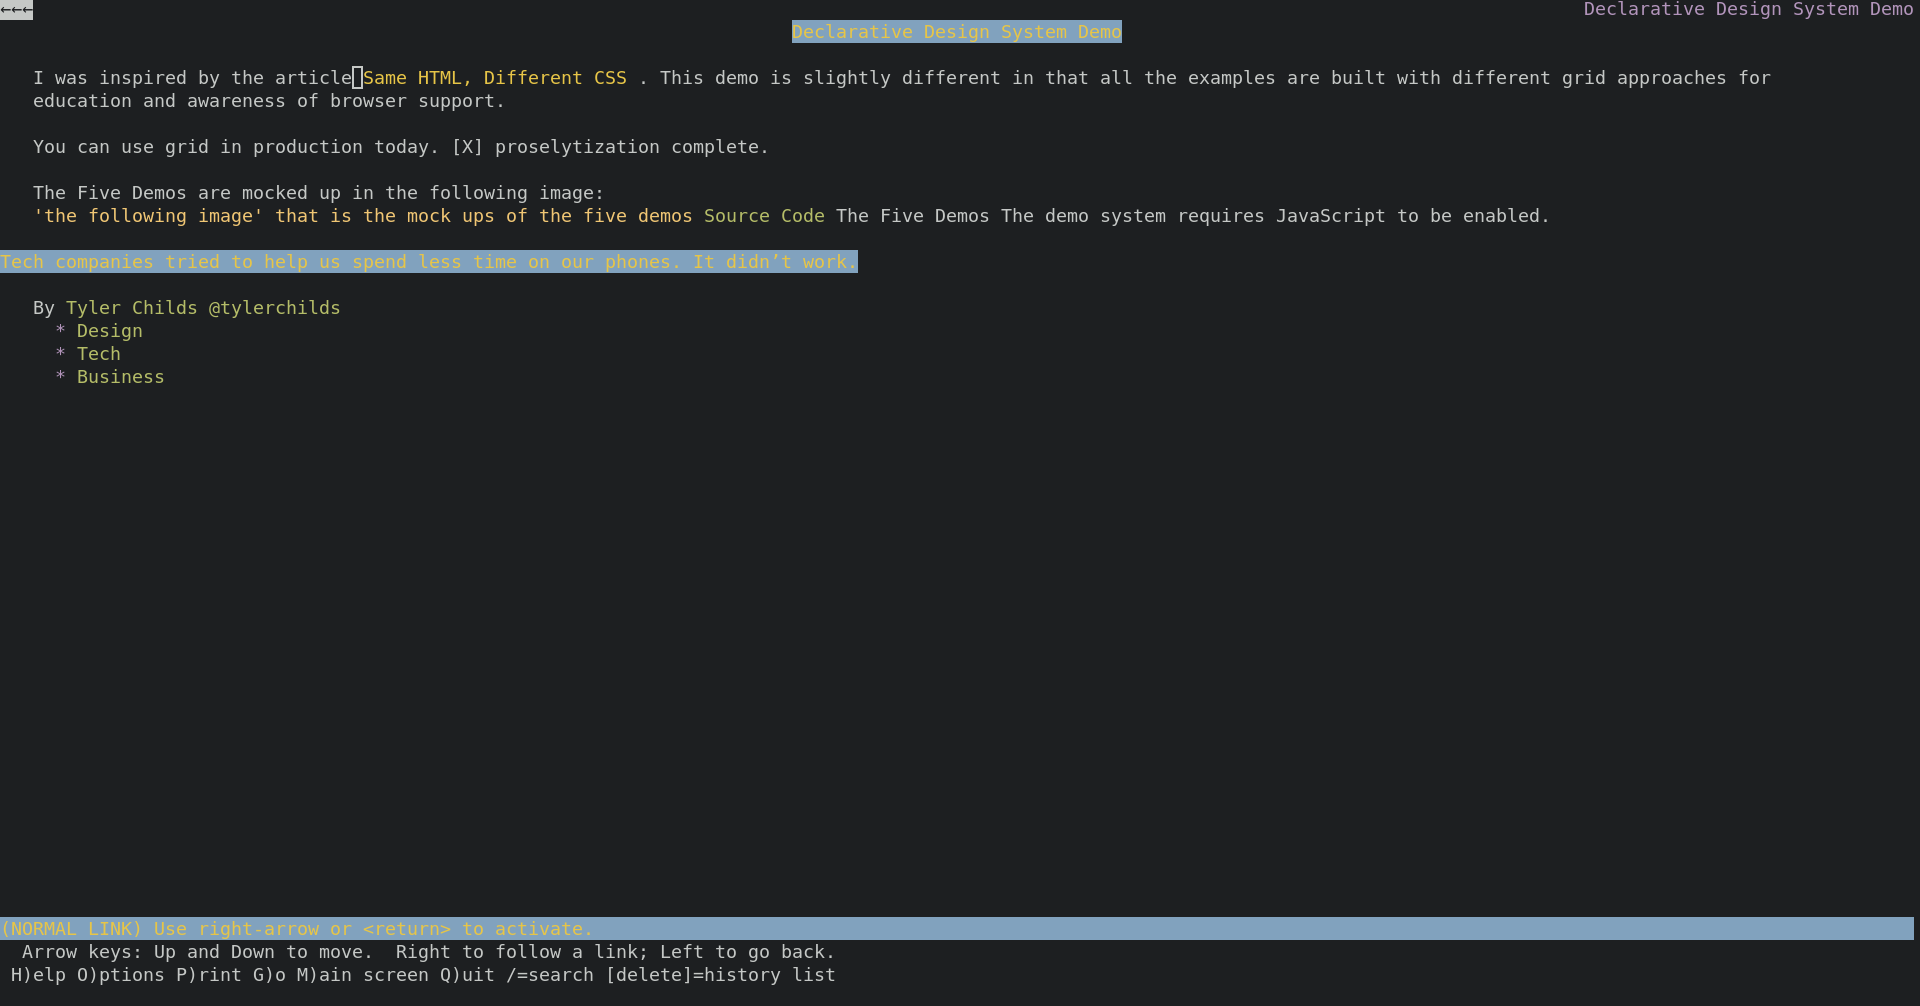 ←←← Declarative Design System Demo
Declarative Design System Demo
I was inspired by the article Same HTML, Different CSS . This demo is slightly different in that all the examples are built with different grid approaches for
education and awareness of browser support.
You can use grid in production today. [X] proselytization complete.
The Five Demos are mocked up in the following image:
'the following image' that is the mock ups of the five demos Source Code The Five Demos The demo system requires JavaScript to be enabled.
Tech companies tried to help us spend less time on our phones. It didn’t work.
By Tyler Childs @tylerchilds
* Design
* Tech
* Business
(NORMAL LINK) Use right-arrow or <return> to activate.
Arrow keys: Up and Down to move.  Right to follow a link; Left to go back.
H)elp O)ptions P)rint G)o M)ain screen Q)uit /=search [delete]=history list